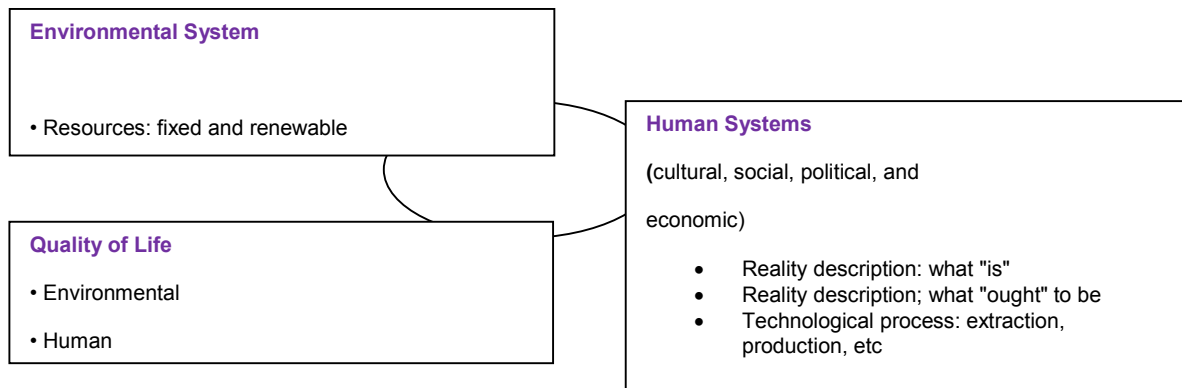 Environmental System
• Resources: fixed and renewable
Quality of Life
• Environmental
• Human
Human Systems
(cultural, social, political, and
economic)
• Reality description: what "is"
• Reality description; what "ought" to be
• Technological process: extraction,
production, etc